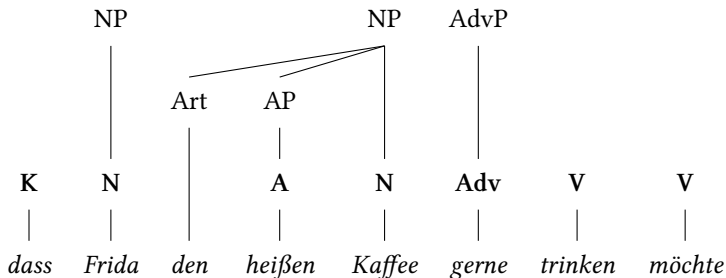 NP NP AdvP
Art AP
K N A N Adv V V
dass Frida den heißen Kaffee gerne trinken möchte